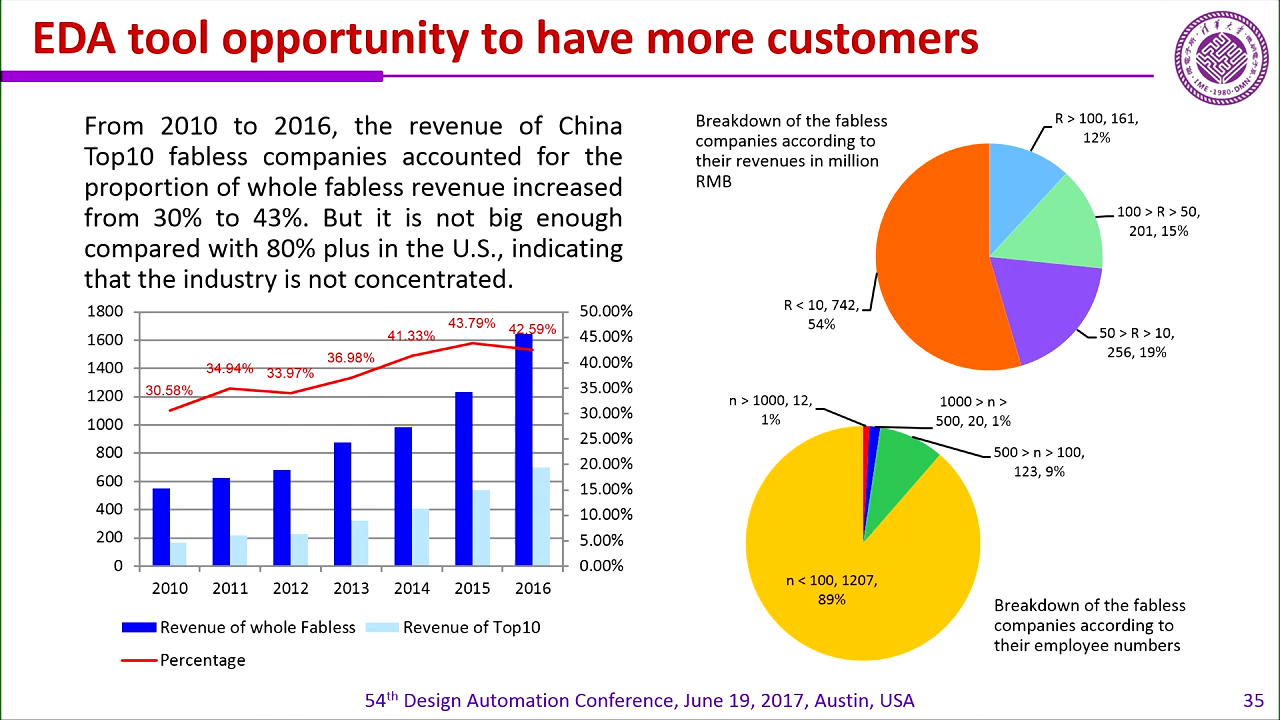 EDA tool opportunity to have more customers
From 2010 to 2016, the revenue of China
Top10 fabless companies accounted for the
proportion of whole fabless revenue increased
from 30% to 43%. But it is not big enough
compared with 80% plus in the U.S., indicating
that the industry is not concentrated.
1800
1600
1400
1200
1000
800
600
400
200
0
50.00%
45.00%
40.00%
35.00%
30.00%
25.00%
20.00%
15.00%
10.00%
5.00%
0.00%
30.58%
34.94%
33.97%
36.98%
41.33%
43.79%
42.59%
2010 2011 2012 2013 2014 2015 2016
Revenue of whole Fabless Revenue of Top10
Percentage
Breakdown of the fabless
companies according to
their revenues in million
RMB
R > 100, 161,
12%
100 > R > 50,
201, 15%
50 > R > 10,
256, 19%
R < 10, 742,
54%
n > 1000, 12,
1%
1000 > n >
500, 20, 1%
500 > n > 100,
123, 9%
n < 100, 1207,
89%
Breakdown of the fabless
companies according to
their employee numbers
54th Design Automation Conference, June 19, 2017, Austin, USA
35
IME · 1980 · DMN